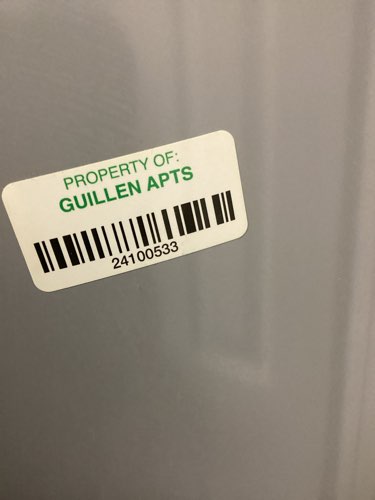 PROPERTY OF:
GUILLEN APTS
24100533